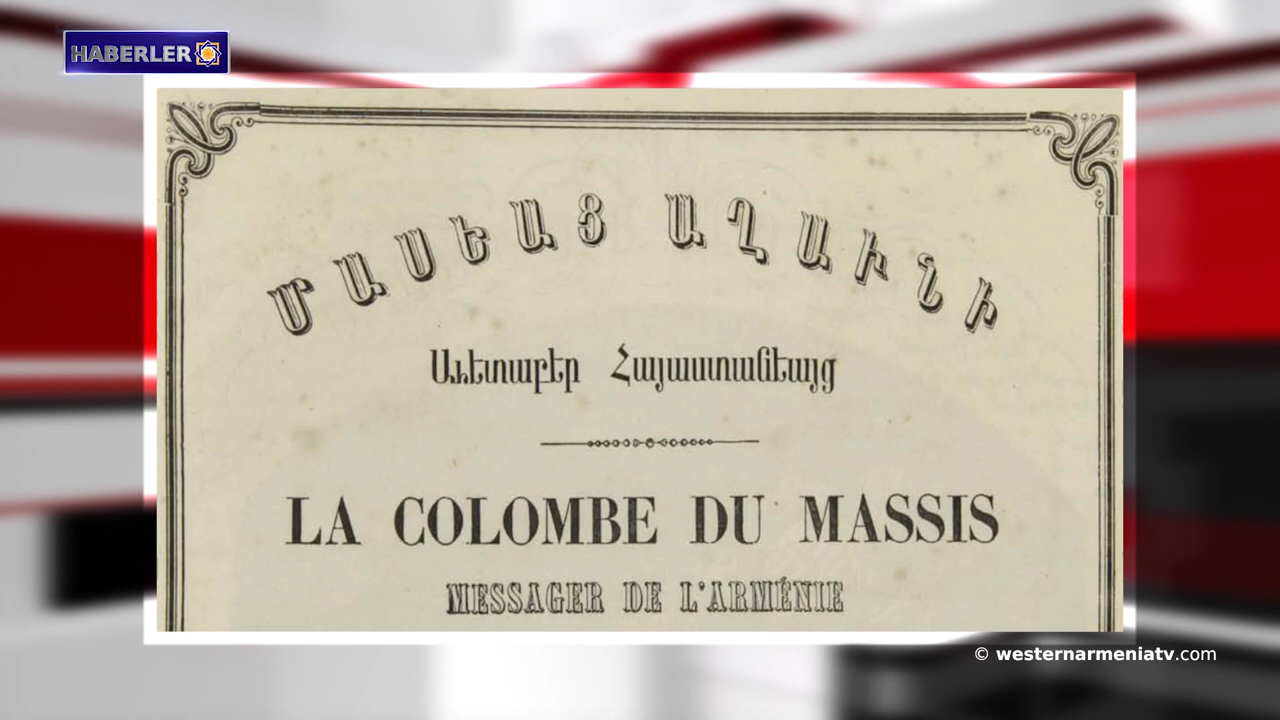 HABERLER
ՄԱՍԵԱՑ ԱՂԱՒՆԻ
Աւետաբեր Հայաստանեայց
LA COLOMBE DU MASSIS
MESSAGER DE L'ARMÉNIE
© westernarmeniatv.com